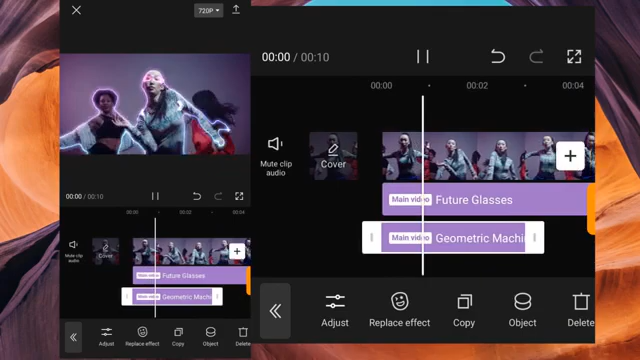 720P
00:00 / 00:10
00:00 00:02 00:04
Mute clip
audio
Cover
Main video Future Glasses
Main video Geometric Machi
Adjust Replace effect Copy Object Delete
00:00 / 00:10
00:00 00:02 00:04
Mute clip
audio
Cover
Main video Future Glasses
Main video Geometric Machi
Adjust Replace effect Copy Object Delete